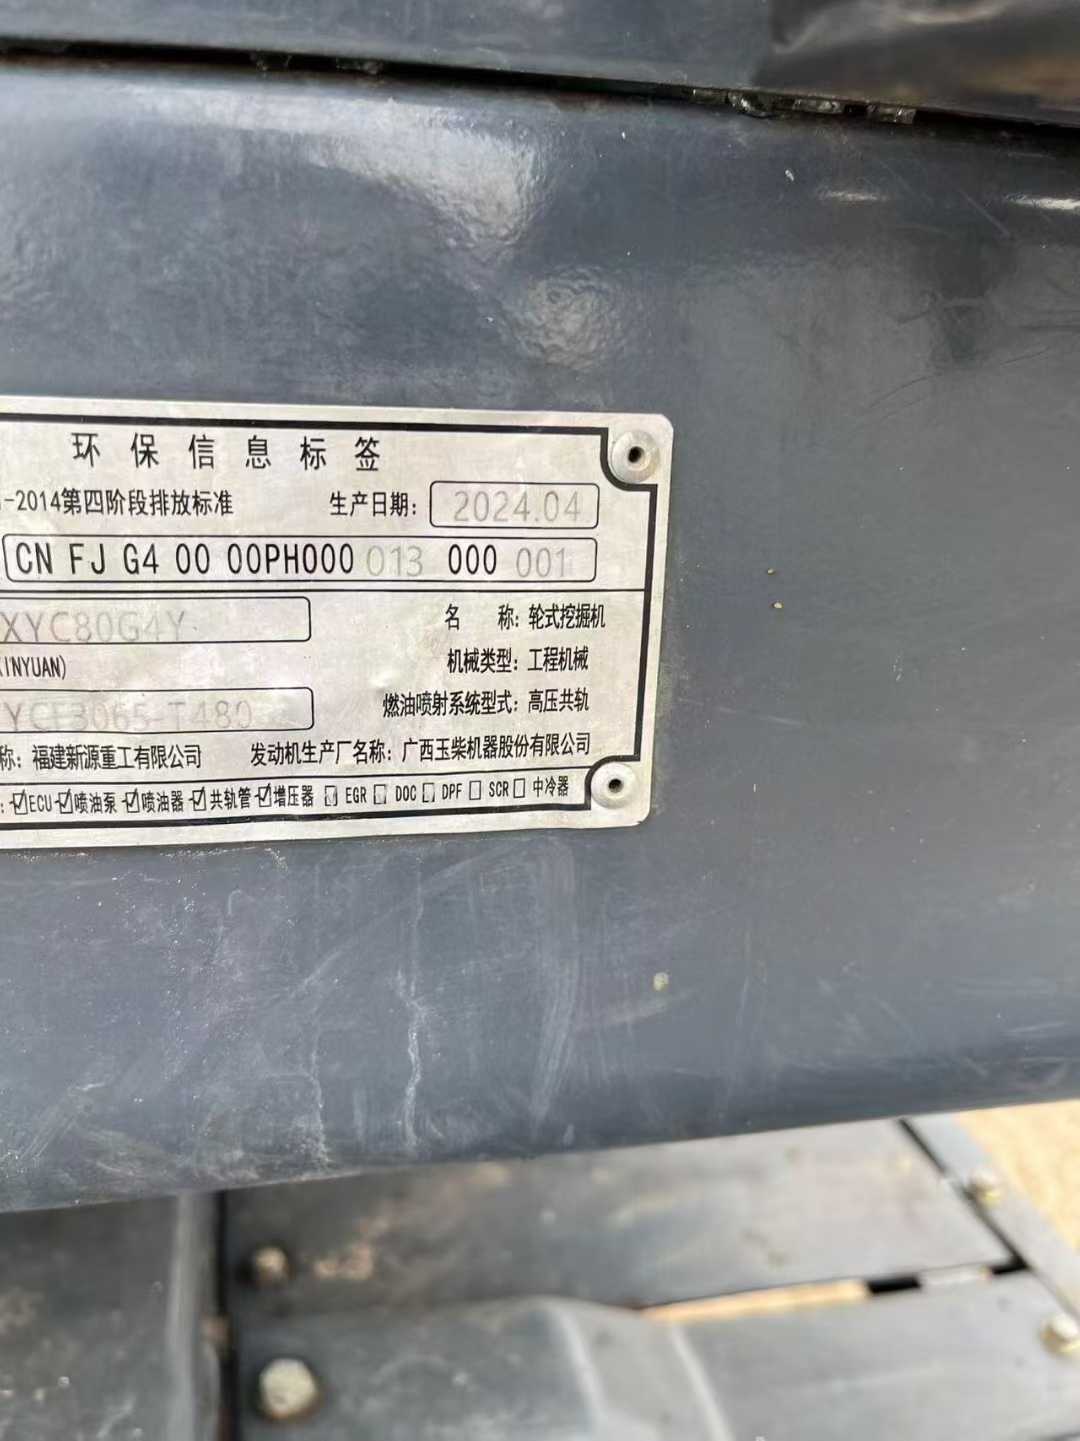 环保信息标签
-2014第四阶段排放标准 生产日期: 2024.04
CN FJ G4 00 00PH000 013 000 001
XYC80G4Y 名 称: 轮式挖掘机
INYUAN) 机械类型: 工程机械
YCF3065-T480 燃油喷射系统型式: 高压共轨
称: 福建新源重工有限公司 发动机生产厂名称: 广西玉柴机器股份有限公司
: ☑ECU ☑喷油泵 ☑喷油器 ☑共轨管 ☑增压器 ☐ EGR ☐ DOC ☐ DPF ☐ SCR ☐ 中冷器